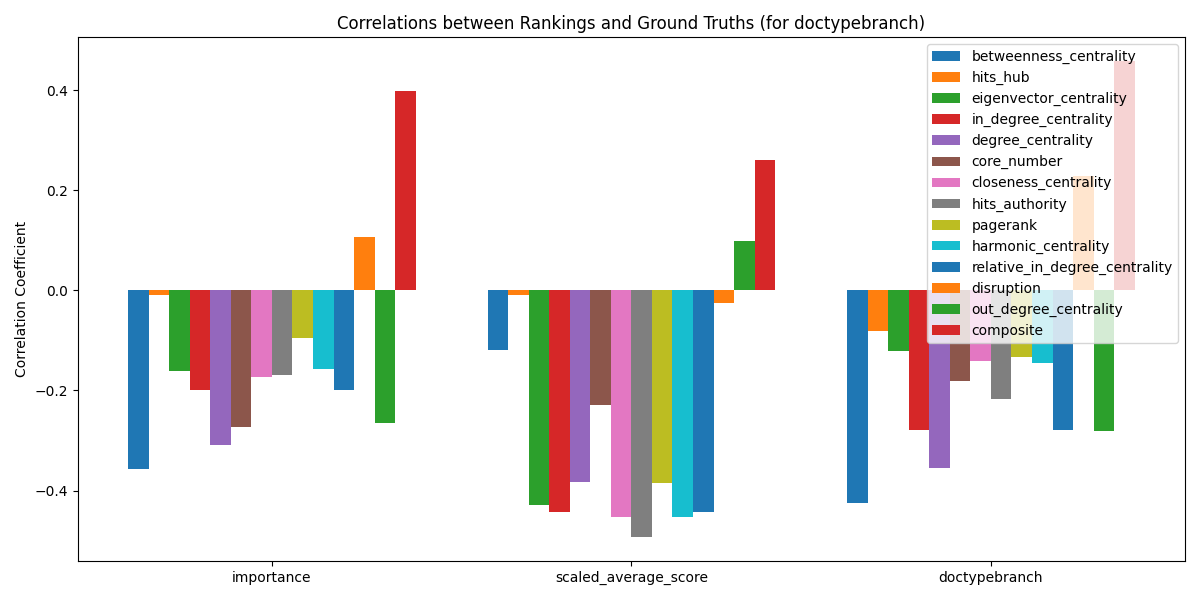 Correlations between Rankings and Ground Truths (for doctypebranch)
Correlation Coefficient
0.4
0.2
0.0
−0.2
−0.4
importance
scaled_average_score
doctypebranch
betweenness_centrality
hits_hub
eigenvector_centrality
in_degree_centrality
degree_centrality
core_number
closeness_centrality
hits_authority
pagerank
harmonic_centrality
relative_in_degree_centrality
disruption
out_degree_centrality
composite